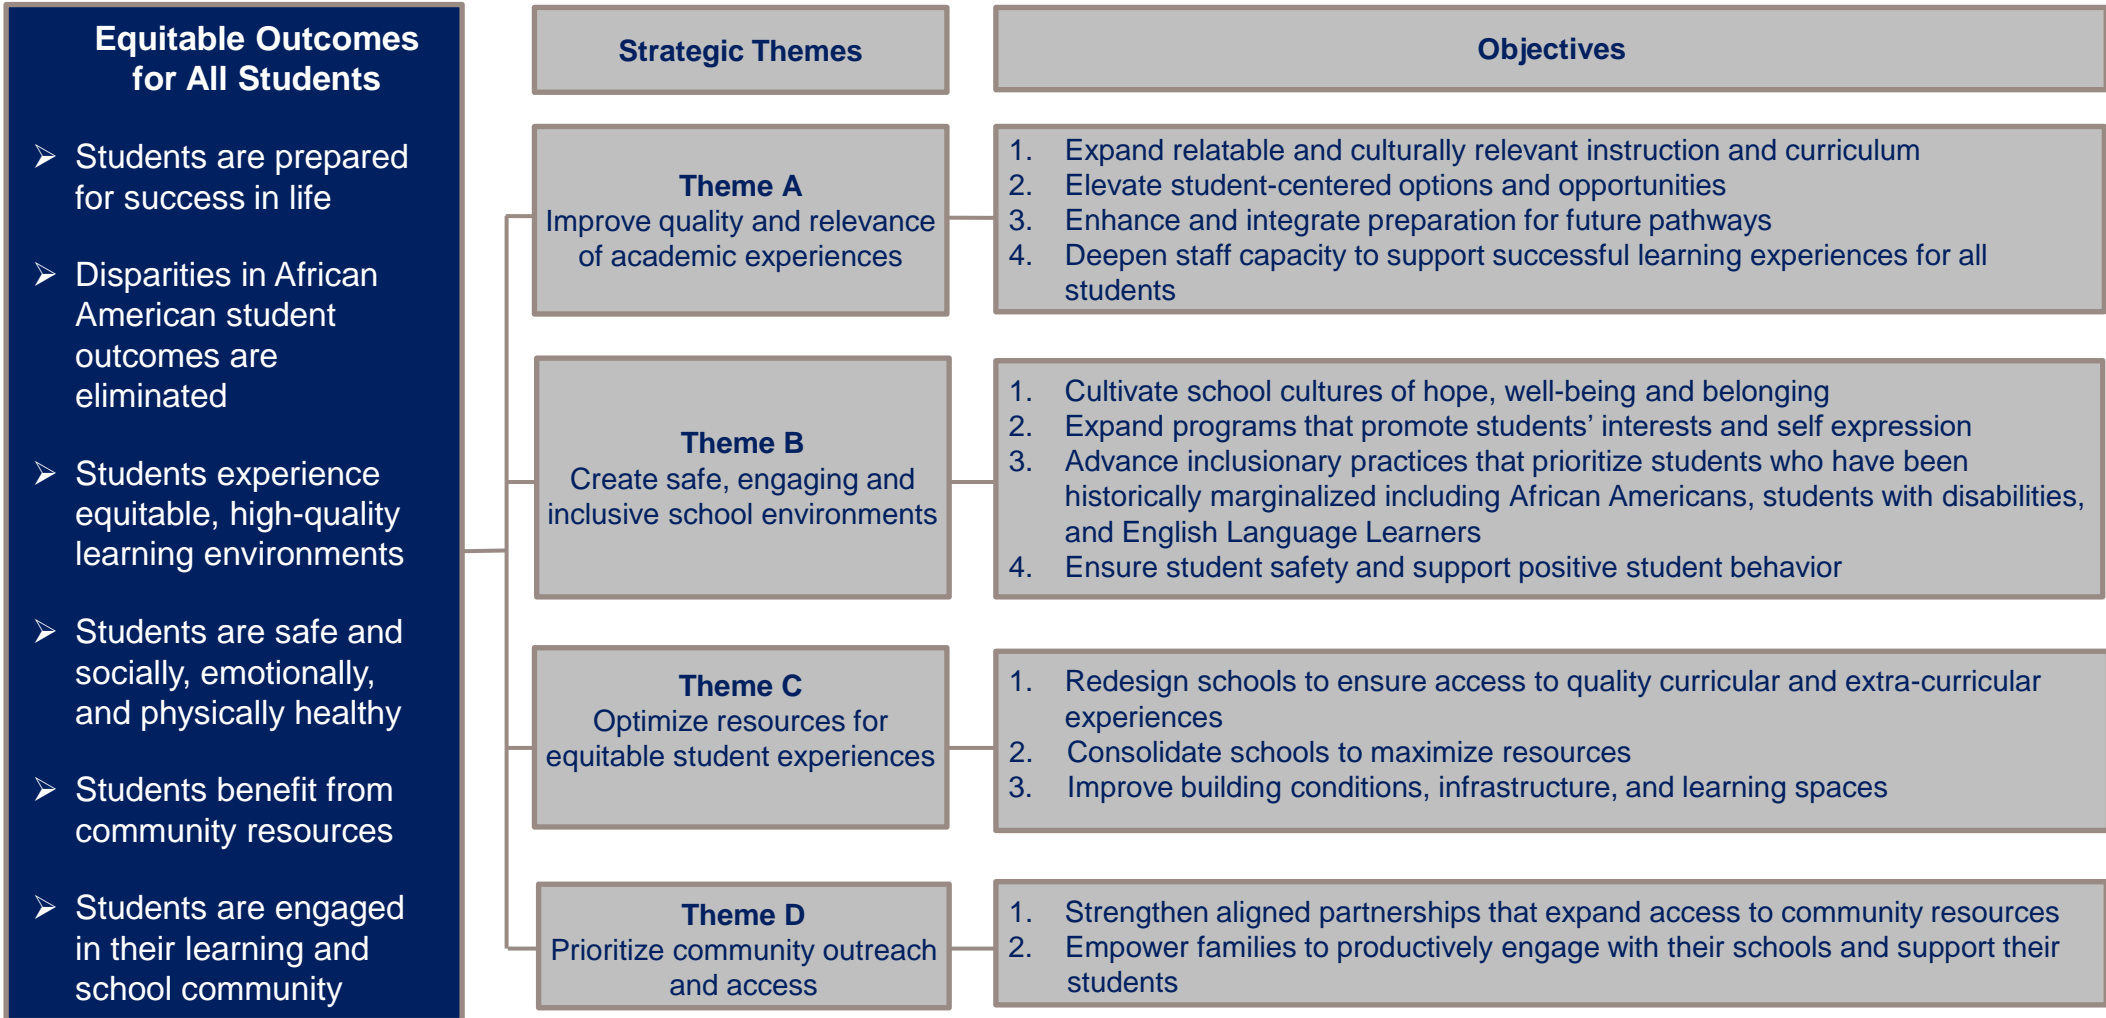 Equitable Outcomes
for All Students
➢ Students are prepared
for success in life
➢ Disparities in African
American student
outcomes are
eliminated
➢ Students experience
equitable, high-quality
learning environments
➢ Students are safe and
socially, emotionally,
and physically healthy
➢ Students benefit from
community resources
➢ Students are engaged
in their learning and
school community
Strategic Themes
Objectives
Theme A
Improve quality and relevance
of academic experiences
1. Expand relatable and culturally relevant instruction and curriculum
2. Elevate student-centered options and opportunities
3. Enhance and integrate preparation for future pathways
4. Deepen staff capacity to support successful learning experiences for all
students
Theme B
Create safe, engaging and
inclusive school environments
1. Cultivate school cultures of hope, well-being and belonging
2. Expand programs that promote students’ interests and self expression
3. Advance inclusionary practices that prioritize students who have been
historically marginalized including African Americans, students with disabilities,
and English Language Learners
4. Ensure student safety and support positive student behavior
Theme C
Optimize resources for
equitable student experiences
1. Redesign schools to ensure access to quality curricular and extra-curricular
experiences
2. Consolidate schools to maximize resources
3. Improve building conditions, infrastructure, and learning spaces
Theme D
Prioritize community outreach
and access
1. Strengthen aligned partnerships that expand access to community resources
2. Empower families to productively engage with their schools and support their
students